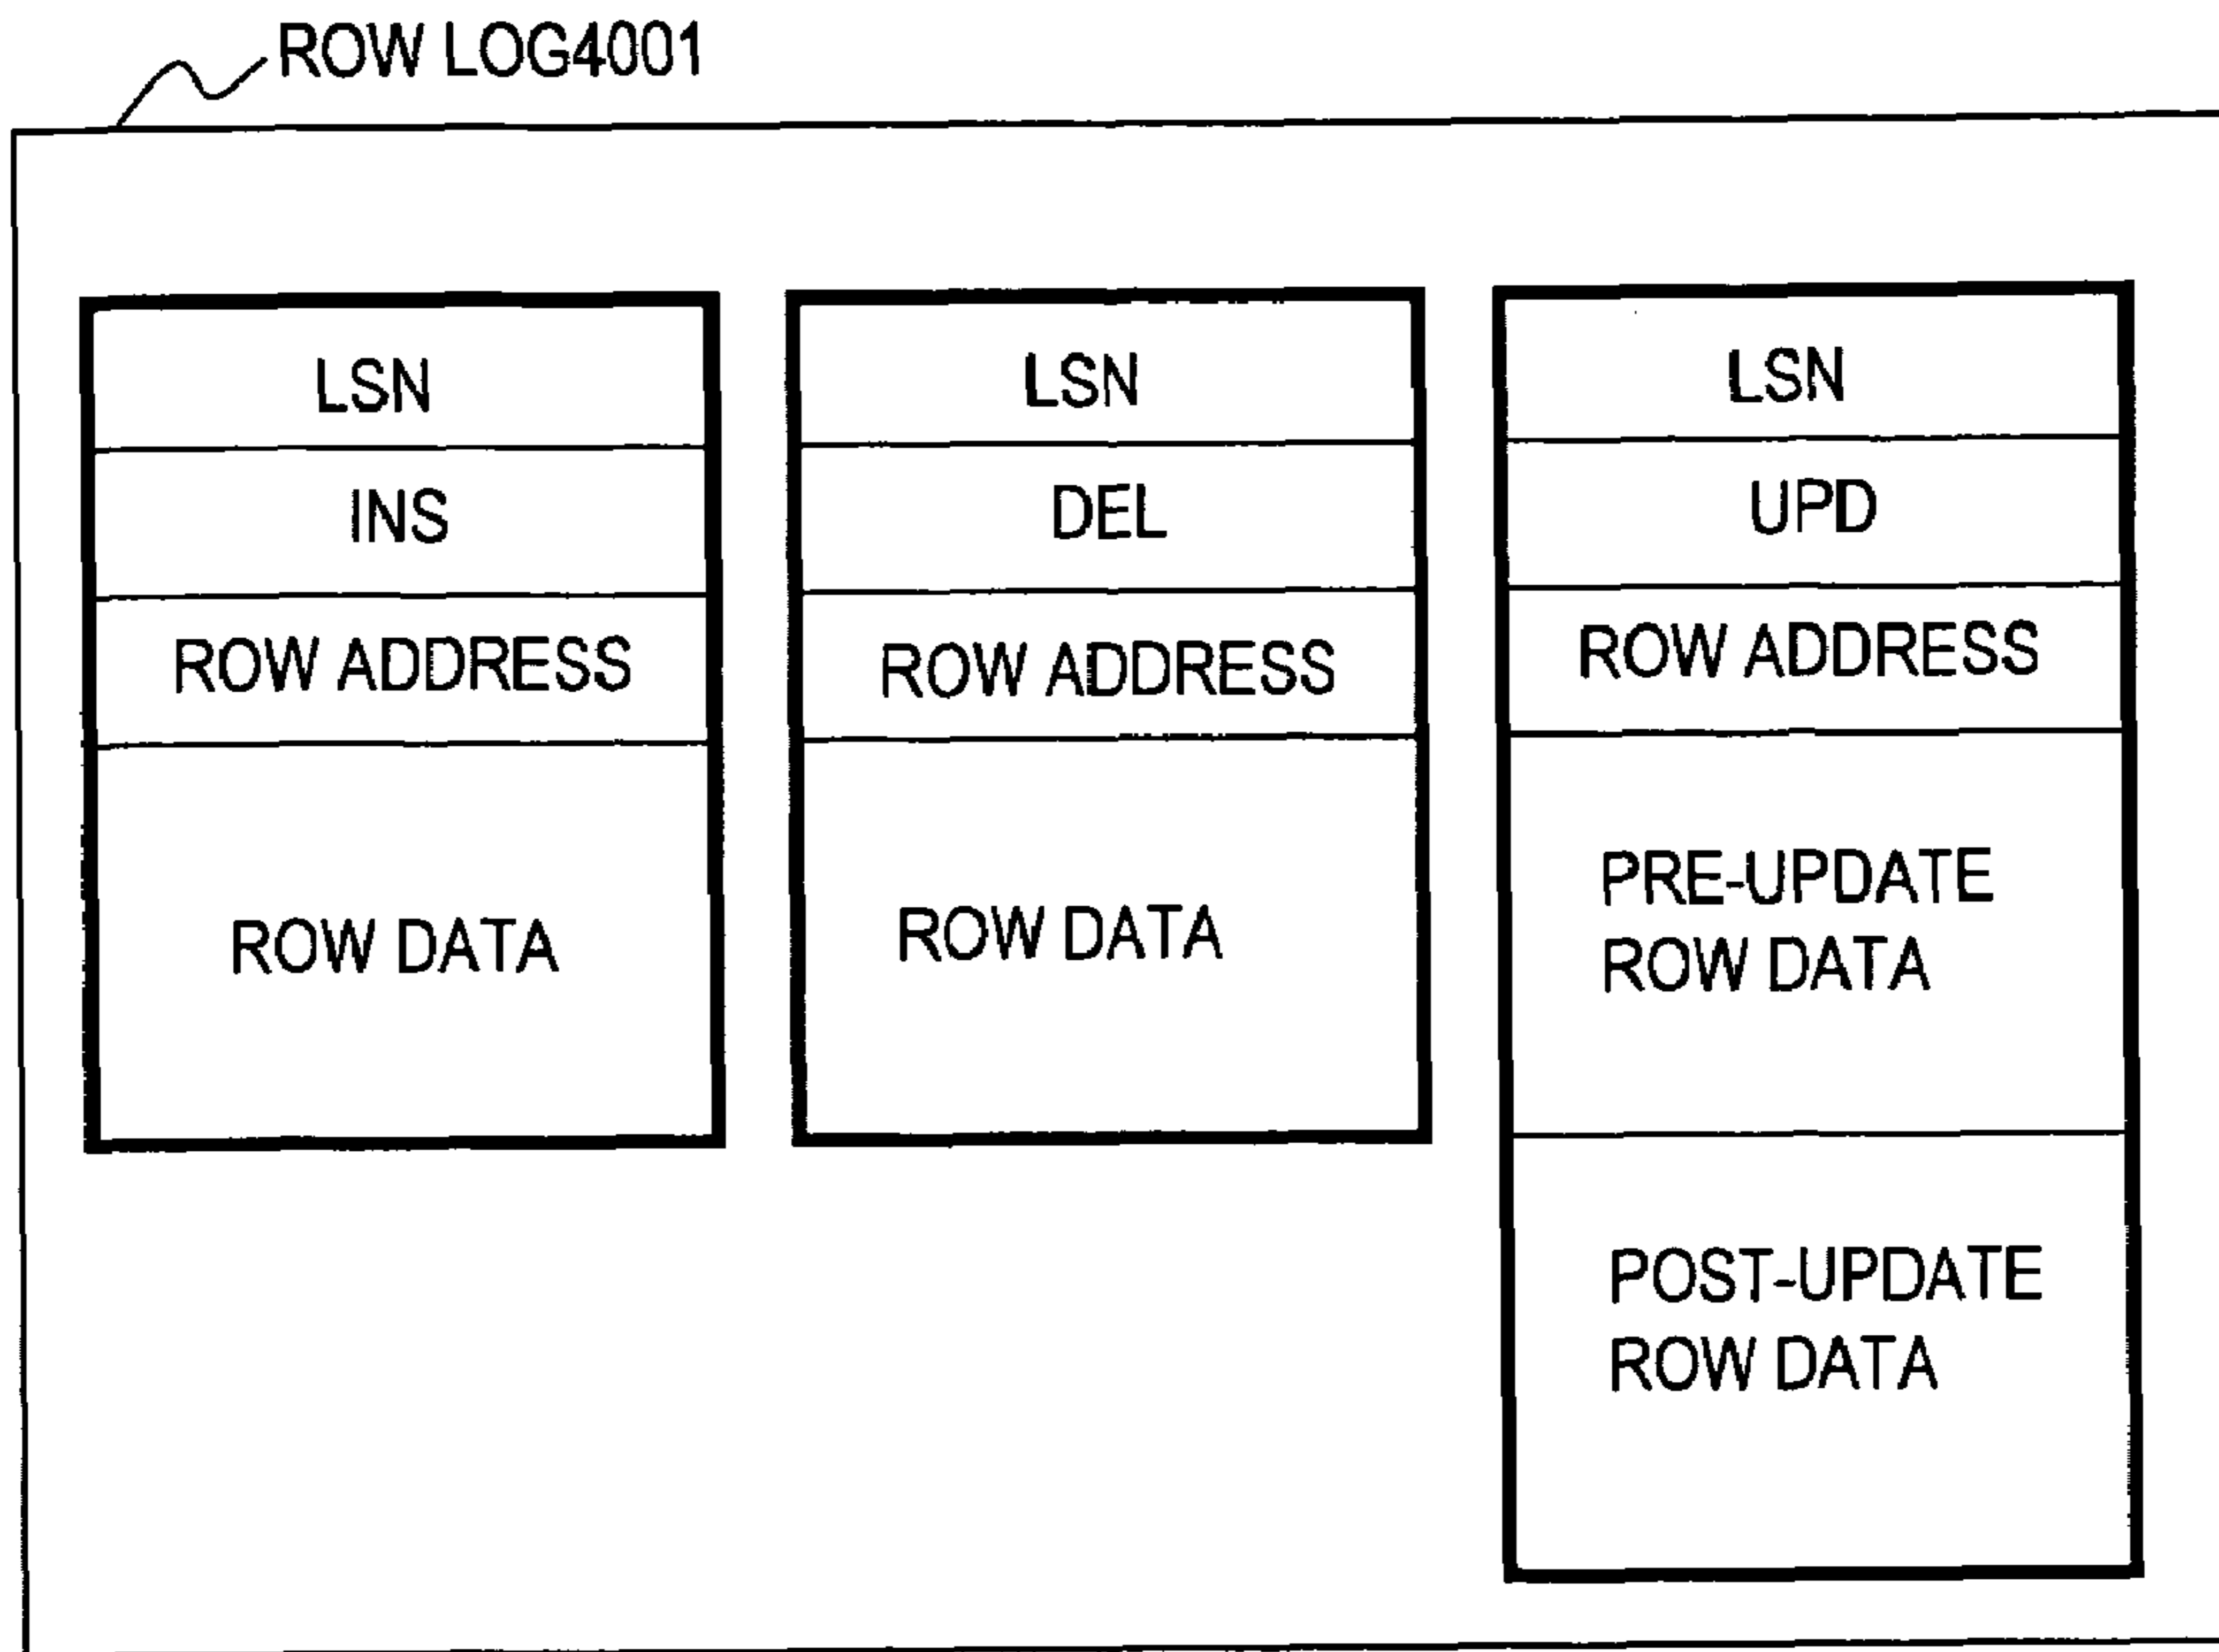 ROW LOG4001
LSN
INS
ROW ADDRESS
ROW DATA
LSN
DEL
ROW ADDRESS
ROW DATA
LSN
UPD
ROW ADDRESS
PRE-UPDATE
ROW DATA
POST-UPDATE
ROW DATA